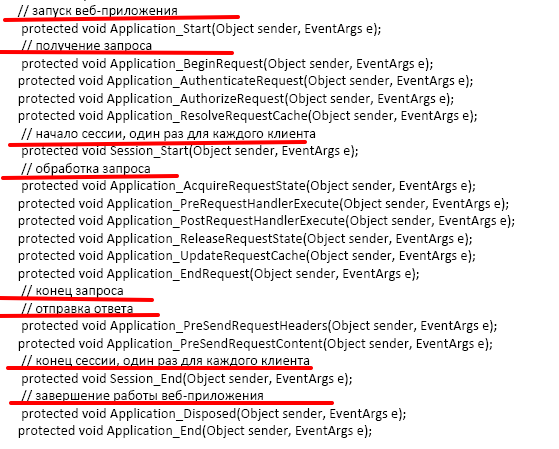 // запуск веб-приложения
protected void Application_Start(Object sender, EventArgs e);
// получение запроса
protected void Application_BeginRequest(Object sender, EventArgs e);
protected void Application_AuthenticateRequest(Object sender, EventArgs e);
protected void Application_AuthorizeRequest(Object sender, EventArgs e);
protected void Application_ResolveRequestCache(Object sender, EventArgs e);
// начало сессии, один раз для каждого клиента
protected void Session_Start(Object sender, EventArgs e);
// обработка запроса
protected void Application_AcquireRequestState(Object sender, EventArgs e);
protected void Application_PreRequestHandlerExecute(Object sender, EventArgs e);
protected void Application_PostRequestHandlerExecute(Object sender, EventArgs e);
protected void Application_ReleaseRequestState(Object sender, EventArgs e);
protected void Application_UpdateRequestCache(Object sender, EventArgs e);
protected void Application_EndRequest(Object sender, EventArgs e);
// конец запроса
// отправка ответа
protected void Application_PreSendRequestHeaders(Object sender, EventArgs e);
protected void Application_PreSendRequestContent(Object sender, EventArgs e);
// конец сессии, один раз для каждого клиента
protected void Session_End(Object sender, EventArgs e);
// завершение работы веб-приложения
protected void Application_Disposed(Object sender, EventArgs e);
protected void Application_End(Object sender, EventArgs e);